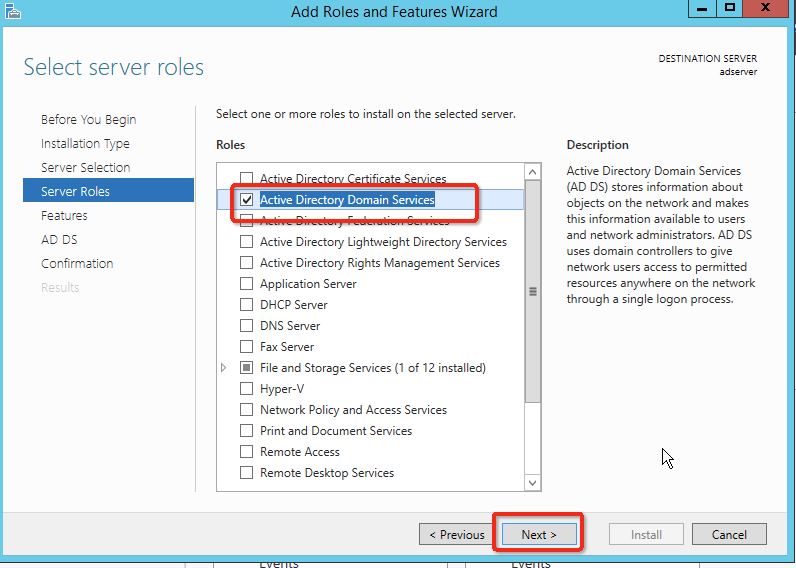 Add Roles and Features Wizard
Select server roles
DESTINATION SERVER
adserver
Before You Begin
Installation Type
Server Selection
Server Roles
Features
AD DS
Confirmation
Results
Select one or more roles to install on the selected server.
Roles
Active Directory Certificate Services
Active Directory Domain Services
Active Directory Federation Services
Active Directory Lightweight Directory Services
Active Directory Rights Management Services
Application Server
DHCP Server
DNS Server
Fax Server
File and Storage Services (1 of 12 installed)
Hyper-V
Network Policy and Access Services
Print and Document Services
Remote Access
Remote Desktop Services
Description
Active Directory Domain Services
(AD DS) stores information about
objects on the network and makes
this information available to users
and network administrators. AD DS
uses domain controllers to give
network users access to permitted
resources anywhere on the network
through a single logon process.
< Previous
Next >
Install
Cancel
Events
Events